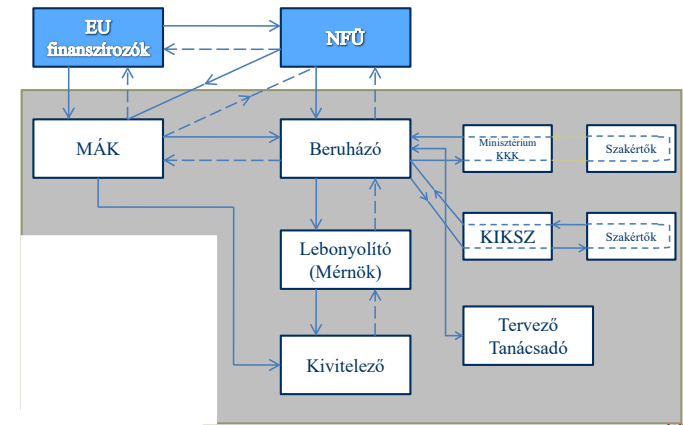 EU
finanszírozók
NFÜ
MÁK
Beruházó
Minisztérium
KKK
Szakértők
KIKSZ
Szakértők
Lebonyolító
(Mérnök)
Tervező
Tanácsadó
Kivitelező